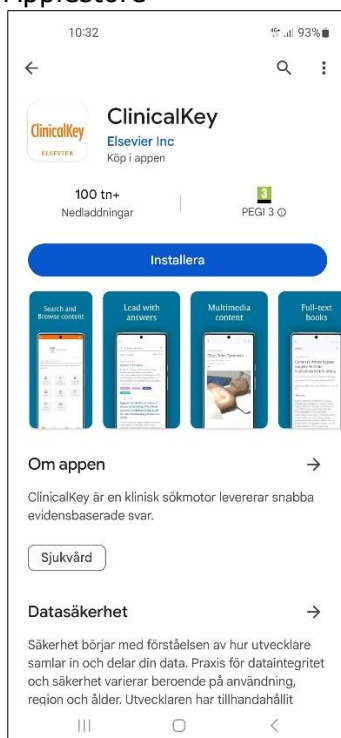 Applestore
10:32
4G+ 93%
ClinicalKey
ELSEVIER
ClinicalKey
Elsevier Inc
Köp i appen
100 tn+
Nedladdningar
3
PEGI 3
Installera
Search and
Browse content
Lead with
answers
Multimedia
content
Full-text
books
Om appen
ClinicalKey är en klinisk sökmotor levererar snabba
evidensbaserade svar.
Sjukvård
Datasäkerhet
Säkerhet börjar med förståelsen av hur utvecklare
samlar in och delar din data. Praxis för dataintegritet
och säkerhet varierar beroende på användning,
region och ålder. Utvecklaren har tillhandahållit